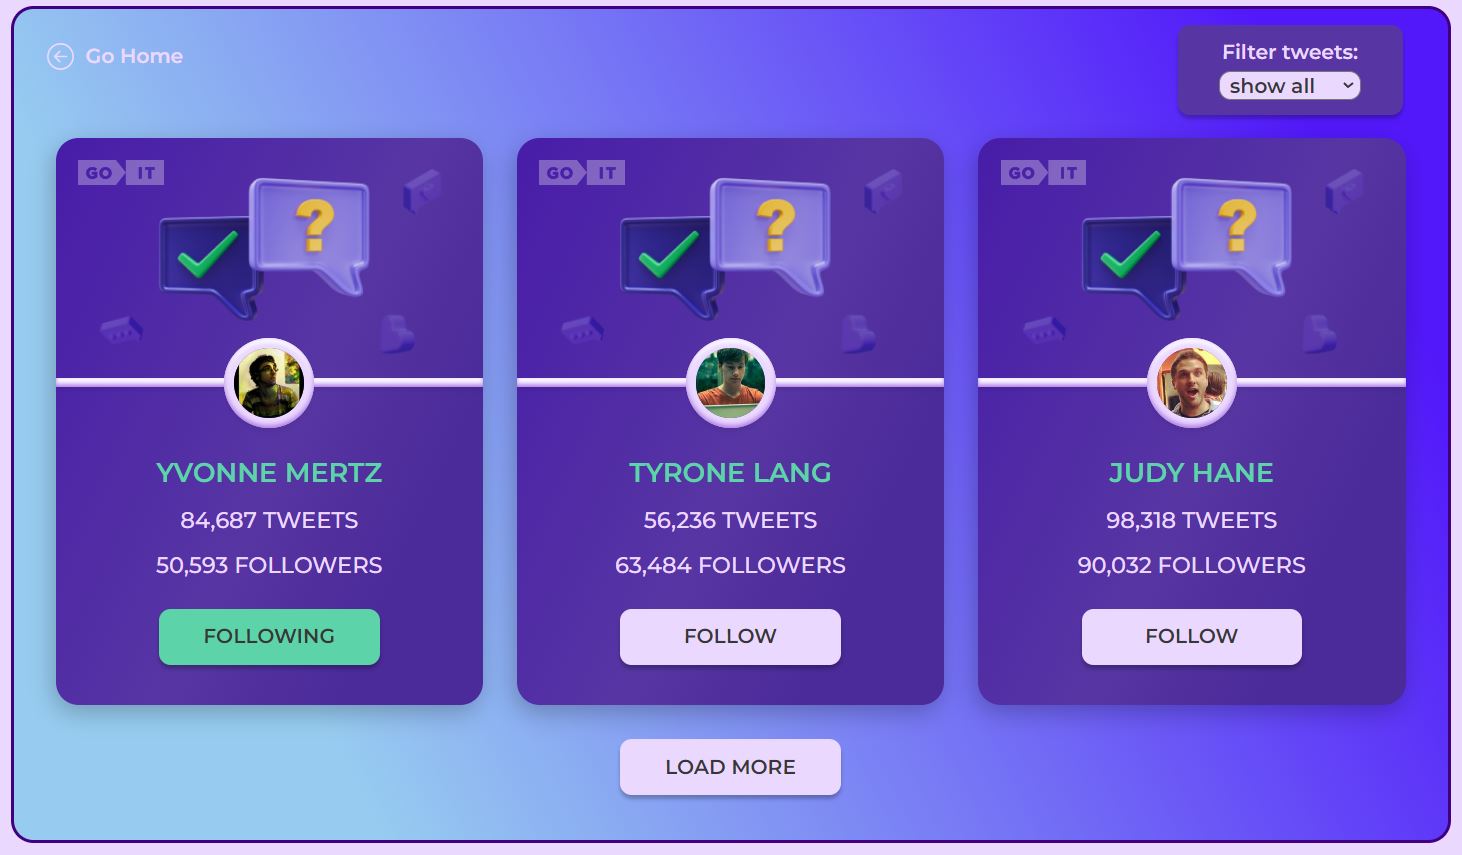 Go Home
Filter tweets:
show all
GO IT
?
YVONNE MERTZ
84,687 TWEETS
50,593 FOLLOWERS
FOLLOWING
GO IT
?
TYRONE LANG
56,236 TWEETS
63,484 FOLLOWERS
FOLLOW
GO IT
?
JUDY HANE
98,318 TWEETS
90,032 FOLLOWERS
FOLLOW
LOAD MORE